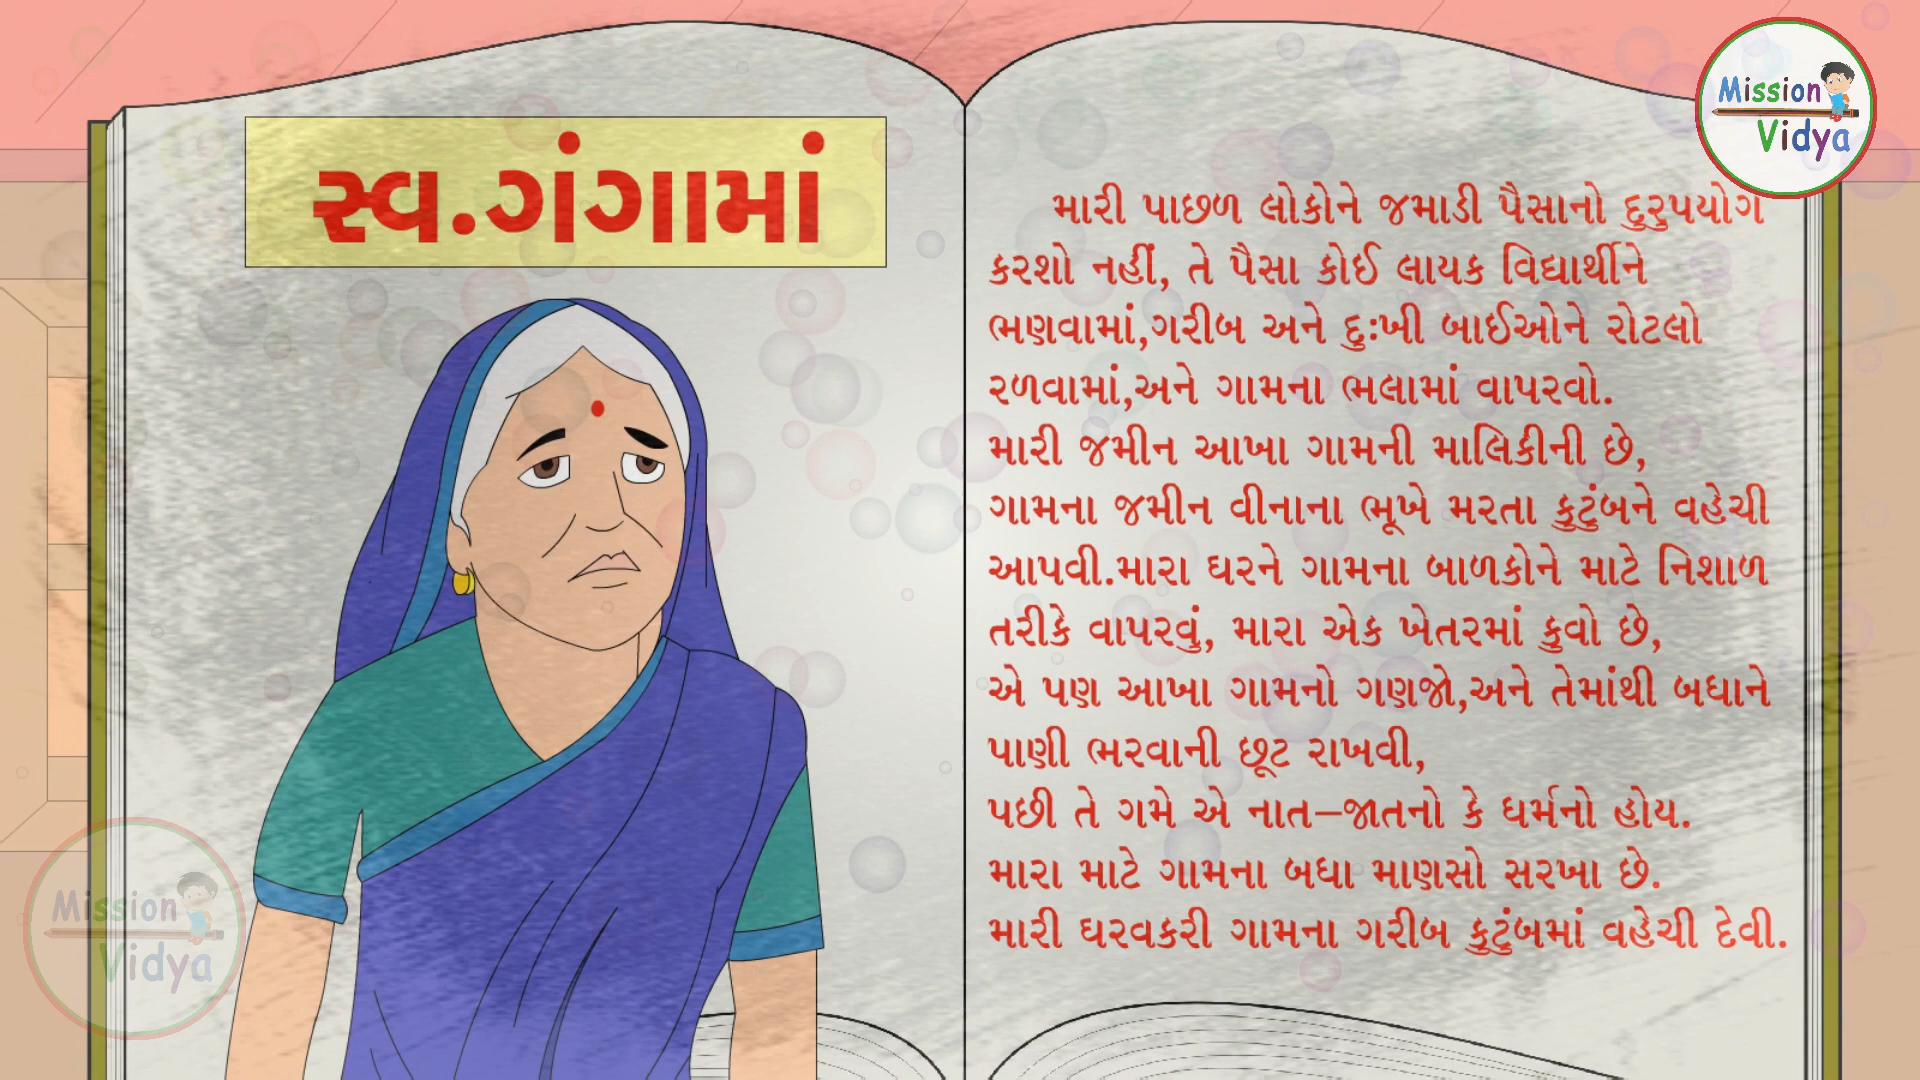 સ્વ.ગંગામાં
મારી પાછળ લોકોને જમાડી પૈસાનો દુરુપયોગ
કરશો નહીં, તે પૈસા કોઈ લાયક વિદ્યાર્થીને
ભણવામાં,ગરીબ અને દુઃખી બાઈઓને રોટલો
રળવામાં,અને ગામના ભલામાં વાપરવો.
મારી જમીન આખા ગામની માલિકીની છે,
ગામના જમીન વીનાના ભૂખે મરતા કુટુંબને વહેચી
આપવી.મારા ઘરને ગામના બાળકોને માટે નિશાળ
તરીકે વાપરવું, મારા એક ખેતરમાં કુવો છે,
એ પણ આખા ગામનો ગણજો,અને તેમાંથી બધાને
પાણી ભરવાની છૂટ રાખવી,
પછી તે ગમે એ નાત–જાતનો કે ધર્મનો હોય.
મારા માટે ગામના બધા માણસો સરખા છે.
મારી ઘરવકરી ગામના ગરીબ કુટુંબમાં વહેચી દેવી.
Mission
Vidya
Mission
Vidya